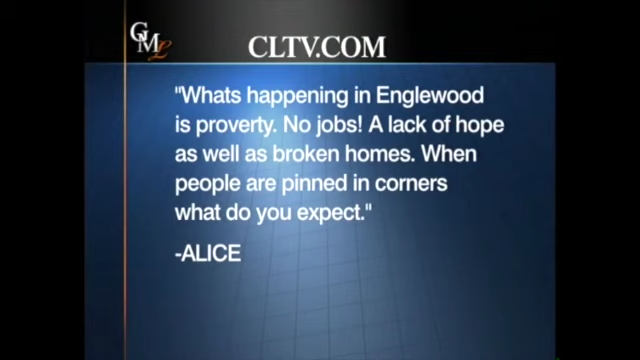 GML
CLTV.COM
"Whats happening in Englewood
is proverty. No jobs! A lack of hope
as well as broken homes. When
people are pinned in corners
what do you expect."
-ALICE